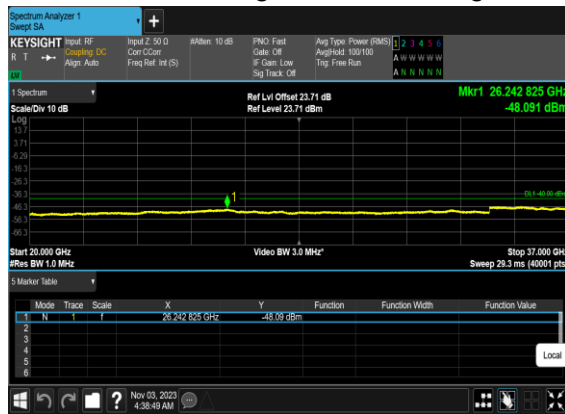 Spectrum Analyzer 1
Swept SA
KEYSIGHT
R T
LW
Input: RF
Coupling: DC
Align: Auto
Input Z: 50 Ω
Corr CCorr
Freq Ref: Int (S)
#Atten: 10 dB
PNO: Fast
Gate: Off
IF Gain: Low
Sig Track: Off
Avg Type: Power (RMS)
Avg|Hold: 100/100
Trig: Free Run
1 2 3 4 5 6
A W W W W W
A N N N N N
1 Spectrum
Scale/Div 10 dB
Log
Ref Lvl Offset 23.71 dB
Ref Level 23.71 dBm
Mkr1 26.242 825 GHz
-48.091 dBm
13.7
3.71
-6.29
-16.3
-26.3
-36.3
-46.3
-56.3
-66.3
1
DL1 -40.00 dBm
Start 20.000 GHz
#Res BW 1.0 MHz
Video BW 3.0 MHz*
Stop 37.000 GHz
Sweep 29.3 ms (40001 pts)
5 Marker Table
Mode Trace Scale X Y Function Function Width Function Value
1 N 1 f 26.242 825 GHz -48.09 dBm
2
3
4
5
6
Local
?
Nov 03, 2023
4:38:49 AM